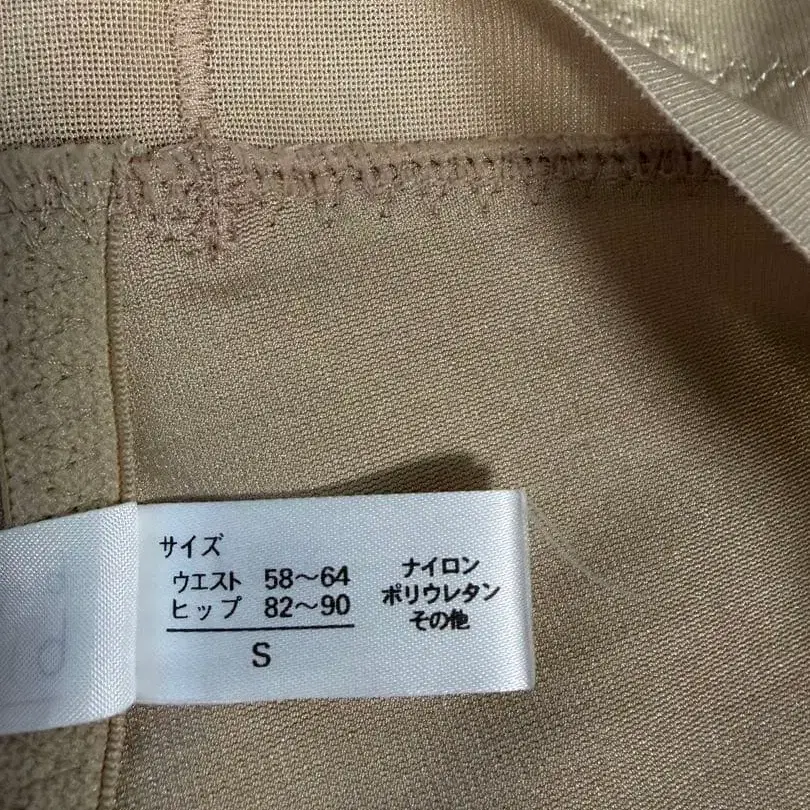 サイズ
ウエスト 58〜64
ヒップ 82〜90
S
ナイロン
ポリウレタン
その他